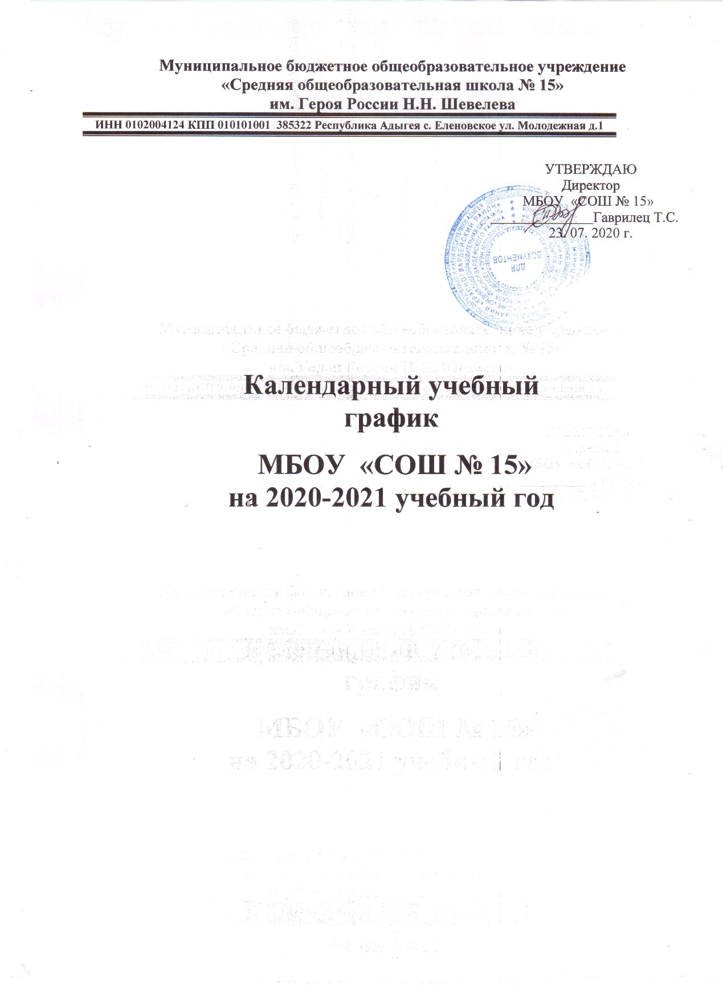 Муниципальное бюджетное общеобразовательное учреждение
«Средняя общеобразовательная школа № 15»
им. Героя России Н.Н. Шевелева
ИНН 0102004124 КПП 010101001 385322 Республика Адыгея с. Еленовское ул. Молодежная д.1
УТВЕРЖДАЮ
Директор
МБОУ «СОШ № 15»
Гаврилец Т.С.
23. 07. 2020 г.
ДЛЯ
ДОКУМЕНТОВ
Календарный учебный
график
МБОУ «СОШ № 15»
на 2020-2021 учебный год